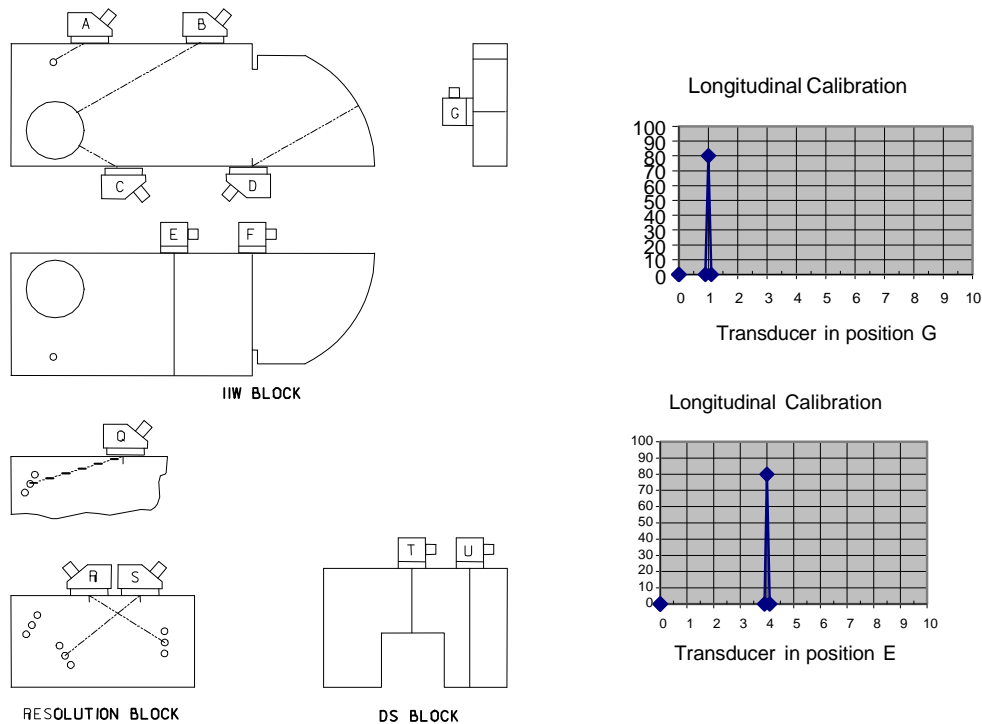 A
B
C
D
G
E
F
IIW BLOCK
Q
R
S
RESOLUTION BLOCK
T
U
DS BLOCK
Longitudinal Calibration
100
90
80
70
60
50
40
30
20
10
0
0 1 2 3 4 5 6 7 8 9 10
Transducer in position G
Longitudinal Calibration
100
90
80
70
60
50
40
30
20
10
0
0 1 2 3 4 5 6 7 8 9 10
Transducer in position E